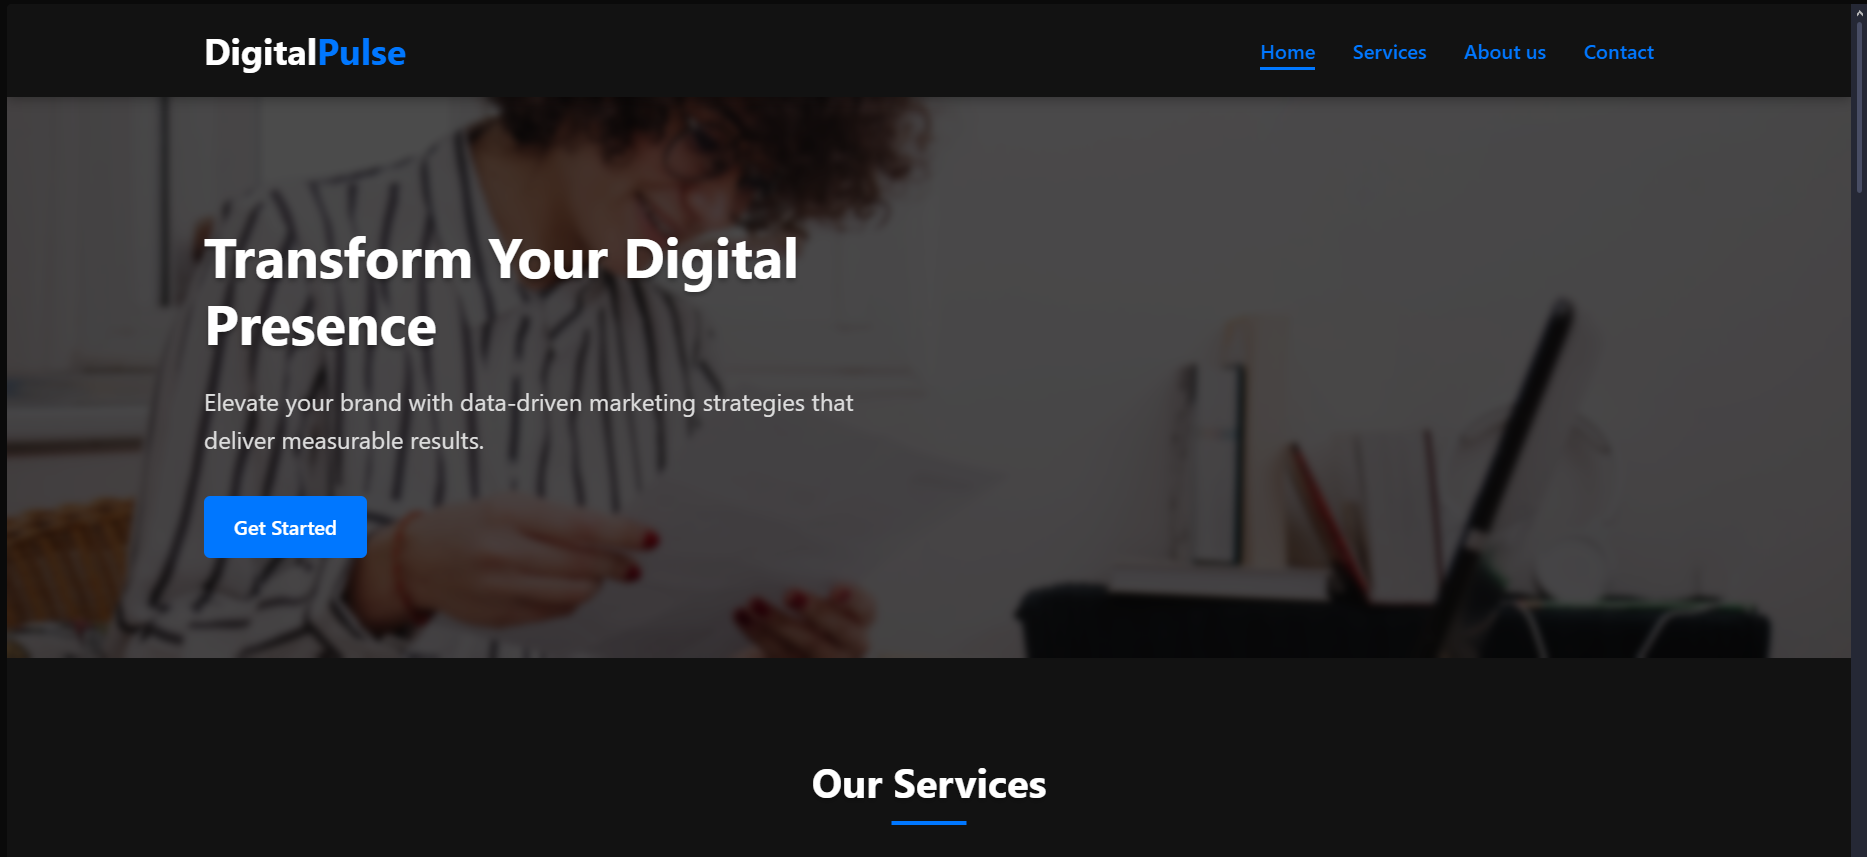 DigitalPulse
Home Services About us Contact
Transform Your Digital
Presence
Elevate your brand with data-driven marketing strategies that
deliver measurable results.
Get Started
Our Services